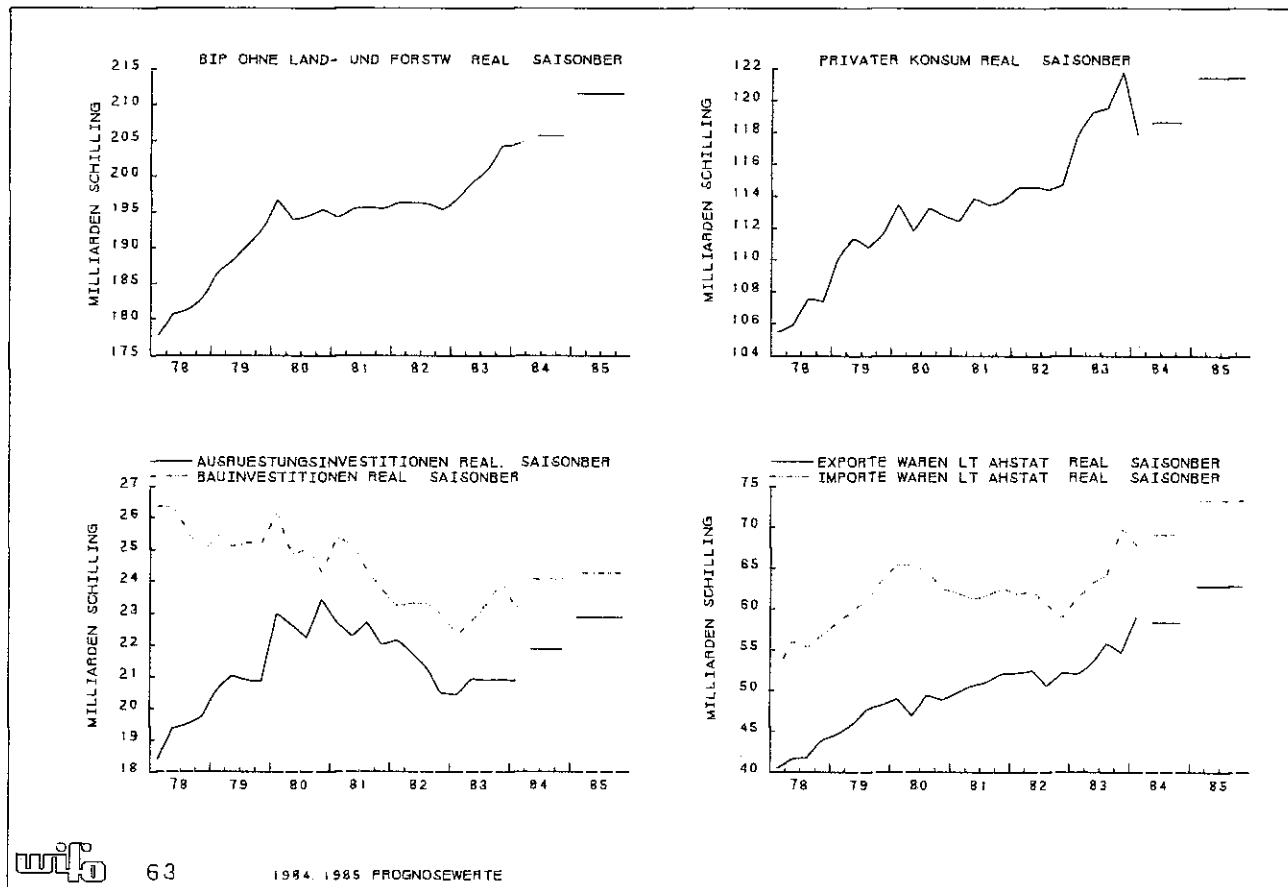 BIP OHNE LAND- UND FORSTW REAL SAISONBER
MILLIARDEN SCHILLING
215
210
205
200
195
190
185
180
175
78 79 80 81 82 83 84 85
PRIVATER KONSUM REAL SAISONBER
MILLIARDEN SCHILLING
122
120
118
116
114
112
110
108
106
104
78 79 80 81 82 83 84 85
AUSRUESTUNGSINVESTITIONEN REAL. SAISONBER
BAUINVESTITIONEN REAL SAISONBER
MILLIARDEN SCHILLING
27
26
25
24
23
22
21
20
19
18
78 79 80 81 82 83 84 85
EXPORTE WAREN LT AHSTAT REAL SAISONBER
IMPORTE WAREN LT AHSTAT REAL SAISONBER
MILLIARDEN SCHILLING
75
70
65
60
55
50
45
40
78 79 80 81 82 83 84 85
wifo 63 1984. 1985 PROGNOSEWERTE